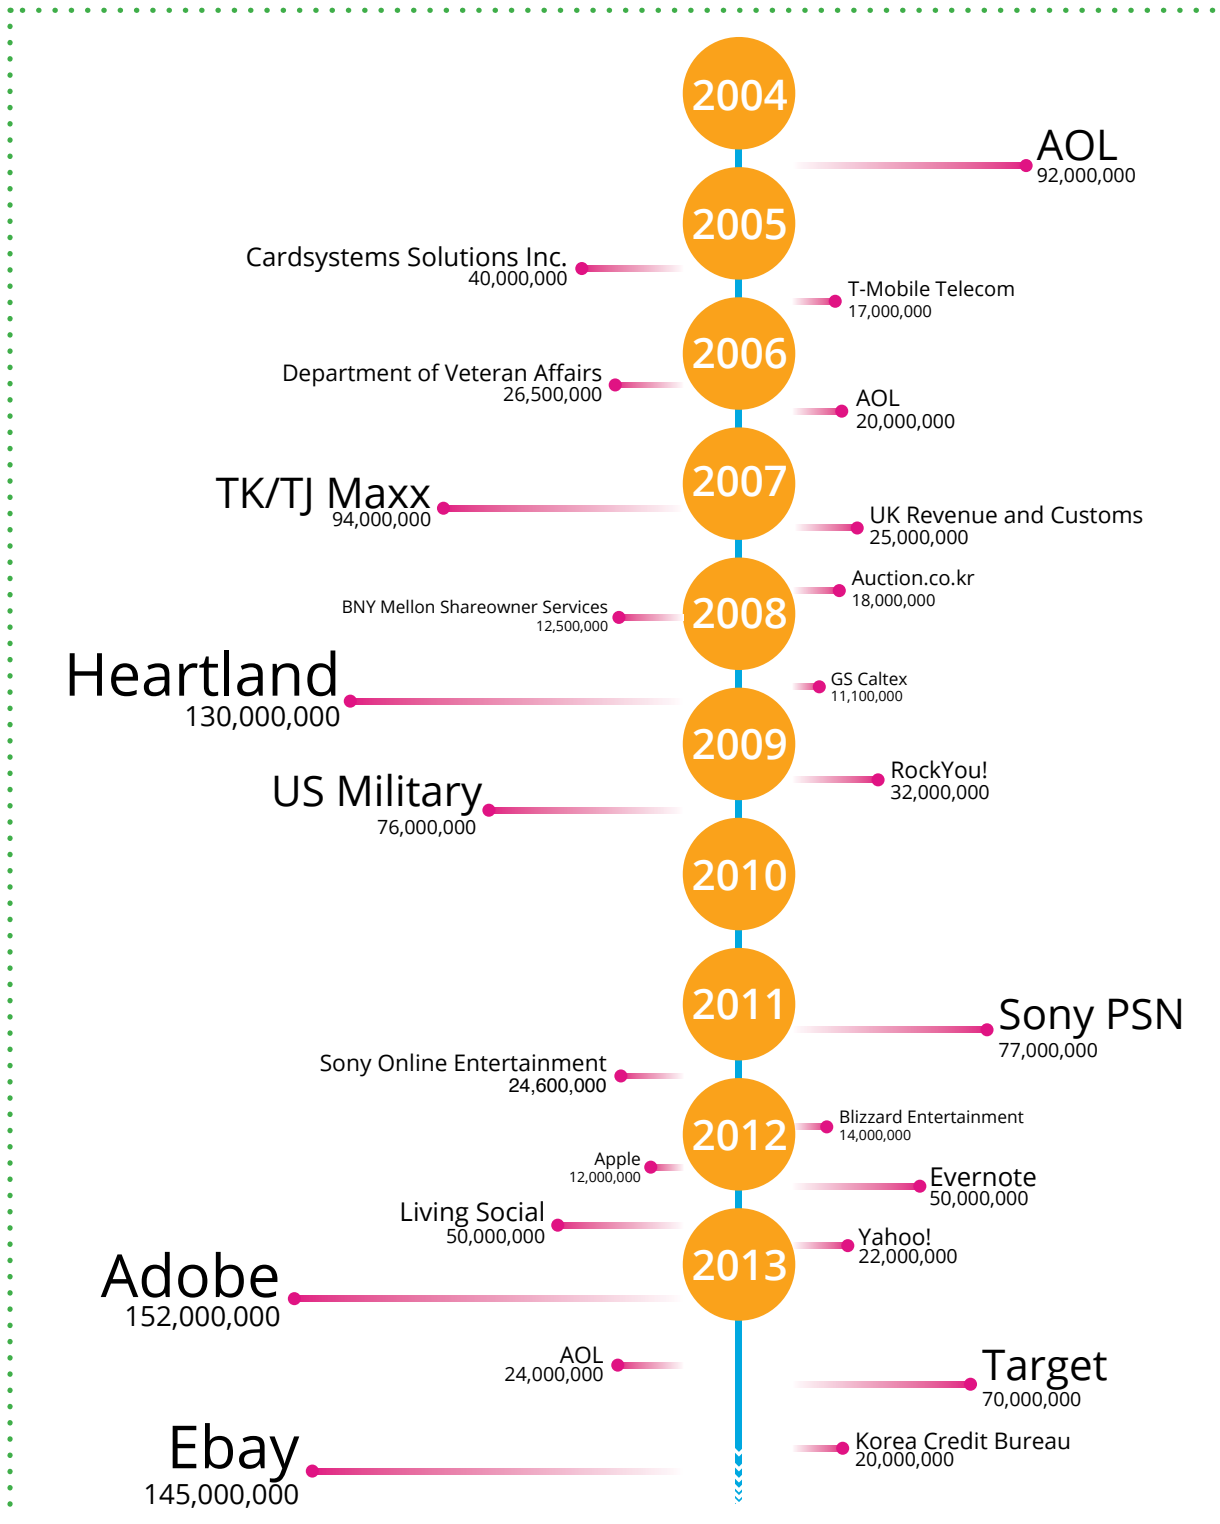 2004
AOL
92,000,000
2005
Cardsystems Solutions Inc.
40,000,000
T-Mobile Telecom
17,000,000
2006
Department of Veteran Affairs
26,500,000
AOL
20,000,000
2007
TK/TJ Maxx
94,000,000
UK Revenue and Customs
25,000,000
Auction.co.kr
18,000,000
2008
BNY Mellon Shareowner Services
12,500,000
Heartland
130,000,000
GS Caltex
11,100,000
2009
RockYou!
32,000,000
US Military
76,000,000
2010
2011
Sony PSN
77,000,000
Sony Online Entertainment
24,600,000
2012
Blizzard Entertainment
14,000,000
Apple
12,000,000
Evernote
50,000,000
Living Social
50,000,000
Yahoo!
22,000,000
2013
Adobe
152,000,000
AOL
24,000,000
Target
70,000,000
Korea Credit Bureau
20,000,000
Ebay
145,000,000